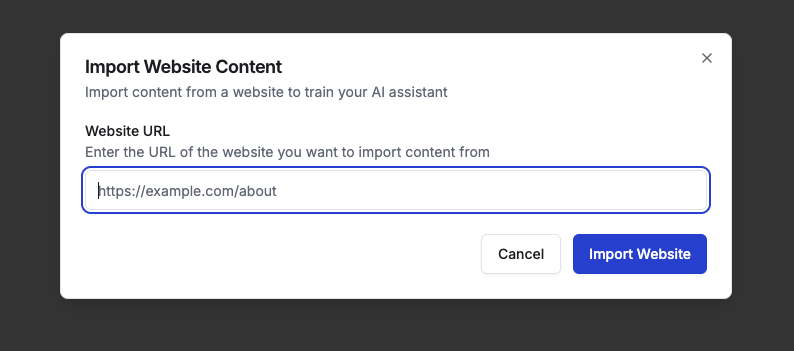 Import Website Content
Import content from a website to train your AI assistant
Website URL
Enter the URL of the website you want to import content from
https://example.com/about
Cancel
Import Website